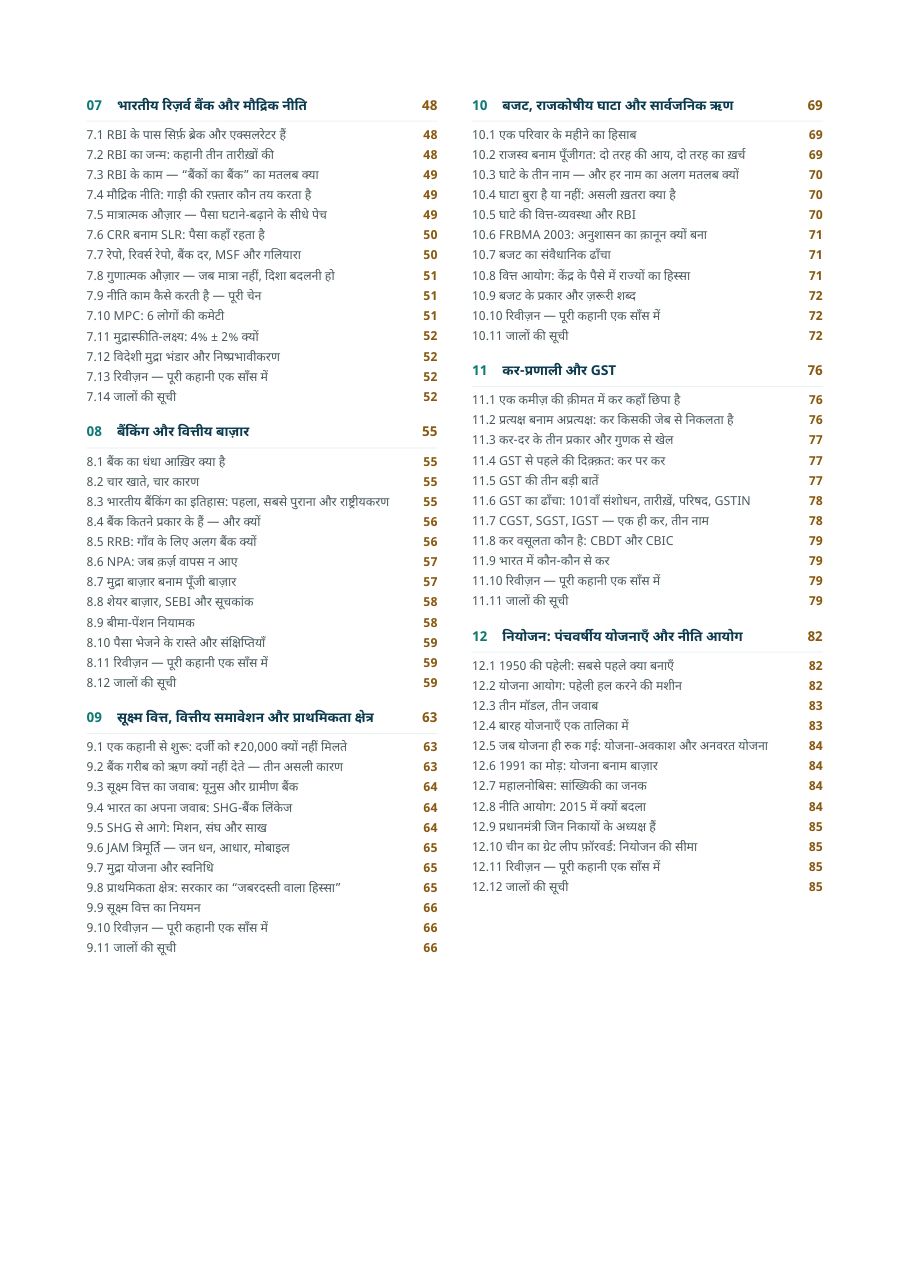 07 भारतीय रिज़र्व बैंक और मौद्रिक नीति 48
7.1 RBI के पास सिर्फ़ ब्रेक और एक्सलरेटर हैं 48
7.2 RBI का जन्म: कहानी तीन तारीख़ों की 48
7.3 RBI के काम — “बैंकों का बैंक” का मतलब क्या 49
7.4 मौद्रिक नीति: गाड़ी की रफ़्तार कौन तय करता है 49
7.5 मात्रात्मक औज़ार — पैसा घटाने-बढ़ाने के सीधे पेच 49
7.6 CRR बनाम SLR: पैसा कहाँ रहता है 50
7.7 रेपो, रिवर्स रेपो, बैंक दर, MSF और गलियारा 50
7.8 गुणात्मक औज़ार — जब मात्रा नहीं, दिशा बदलनी हो 51
7.9 नीति काम कैसे करती है — पूरी चेन 51
7.10 MPC: 6 लोगों की कमेटी 51
7.11 मुद्रास्फीति-लक्ष्य: 4% ± 2% क्यों 52
7.12 विदेशी मुद्रा भंडार और निष्प्रभावीकरण 52
7.13 रिवीज़न — पूरी कहानी एक साँस में 52
7.14 जालों की सूची 52
08 बैंकिंग और वित्तीय बाज़ार 55
8.1 बैंक का धंधा आख़िर क्या है 55
8.2 चार खाते, चार कारण 55
8.3 भारतीय बैंकिंग का इतिहास: पहला, सबसे पुराना और राष्ट्रीयकरण 55
8.4 बैंक कितने प्रकार के हैं — और क्यों 56
8.5 RRB: गाँव के लिए अलग बैंक क्यों 56
8.6 NPA: जब क़र्ज़ वापस न आए 57
8.7 मुद्रा बाज़ार बनाम पूँजी बाज़ार 57
8.8 शेयर बाज़ार, SEBI और सूचकांक 58
8.9 बीमा-पेंशन नियामक 58
8.10 पैसा भेजने के रास्ते और संक्षिप्तियाँ 59
8.11 रिवीज़न — पूरी कहानी एक साँस में 59
8.12 जालों की सूची 59
09 सूक्ष्म वित्त, वित्तीय समावेशन और प्राथमिकता क्षेत्र 63
9.1 एक कहानी से शुरू: दर्जी को ₹20,000 क्यों नहीं मिलते 63
9.2 बैंक गरीब को ऋण क्यों नहीं देते — तीन असली कारण 63
9.3 सूक्ष्म वित्त का जवाब: यूनुस और ग्रामीण बैंक 64
9.4 भारत का अपना जवाब: SHG-बैंक लिंकेज 64
9.5 SHG से आगे: मिशन, संघ और साख 64
9.6 JAM त्रिमूर्ति — जन धन, आधार, मोबाइल 65
9.7 मुद्रा योजना और स्वनिधि 65
9.8 प्राथमिकता क्षेत्र: सरकार का “जबरदस्ती वाला हिस्सा” 65
9.9 सूक्ष्म वित्त का नियमन 66
9.10 रिवीज़न — पूरी कहानी एक साँस में 66
9.11 जालों की सूची 66
10 बजट, राजकोषीय घाटा और सार्वजनिक ऋण 69
10.1 एक परिवार के महीने का हिसाब 69
10.2 राजस्व बनाम पूँजीगत: दो तरह की आय, दो तरह का ख़र्च 69
10.3 घाटे के तीन नाम — और हर नाम का अलग मतलब क्यों 70
10.4 घाटा बुरा है या नहीं: असली ख़तरा क्या है 70
10.5 घाटे की वित्त-व्यवस्था और RBI 70
10.6 FRBMA 2003: अनुशासन का क़ानून क्यों बना 71
10.7 बजट का संवैधानिक ढाँचा 71
10.8 वित्त आयोग: केंद्र के पैसे में राज्यों का हिस्सा 71
10.9 बजट के प्रकार और ज़रूरी शब्द 72
10.10 रिवीज़न — पूरी कहानी एक साँस में 72
10.11 जालों की सूची 72
11 कर-प्रणाली और GST 76
11.1 एक कमीज़ की क़ीमत में कर कहाँ छिपा है 76
11.2 प्रत्यक्ष बनाम अप्रत्यक्ष: कर किसकी जेब से निकलता है 76
11.3 कर-दर के तीन प्रकार और गुणक से खेल 77
11.4 GST से पहले की दिक़्क़त: कर पर कर 77
11.5 GST की तीन बड़ी बातें 77
11.6 GST का ढाँचा: 101वाँ संशोधन, तारीख़ें, परिषद, GSTIN 78
11.7 CGST, SGST, IGST — एक ही कर, तीन नाम 78
11.8 कर वसूलता कौन है: CBDT और CBIC 79
11.9 भारत में कौन-कौन से कर 79
11.10 रिवीज़न — पूरी कहानी एक साँस में 79
11.11 जालों की सूची 79
12 नियोजन: पंचवर्षीय योजनाएँ और नीति आयोग 82
12.1 1950 की पहेली: सबसे पहले क्या बनाएँ 82
12.2 योजना आयोग: पहेली हल करने की मशीन 82
12.3 तीन मॉडल, तीन जवाब 83
12.4 बारह योजनाएँ एक तालिका में 83
12.5 जब योजना ही रुक गई: योजना-अवकाश और अनवरत योजना 84
12.6 1991 का मोड़: योजना बनाम बाज़ार 84
12.7 महालनोबिस: सांख्यिकी का जनक 84
12.8 नीति आयोग: 2015 में क्यों बदला 84
12.9 प्रधानमंत्री जिन निकायों के अध्यक्ष हैं 85
12.10 चीन का ग्रेट लीप फ़ॉरवर्ड: नियोजन की सीमा 85
12.11 रिवीज़न — पूरी कहानी एक साँस में 85
12.12 जालों की सूची 85